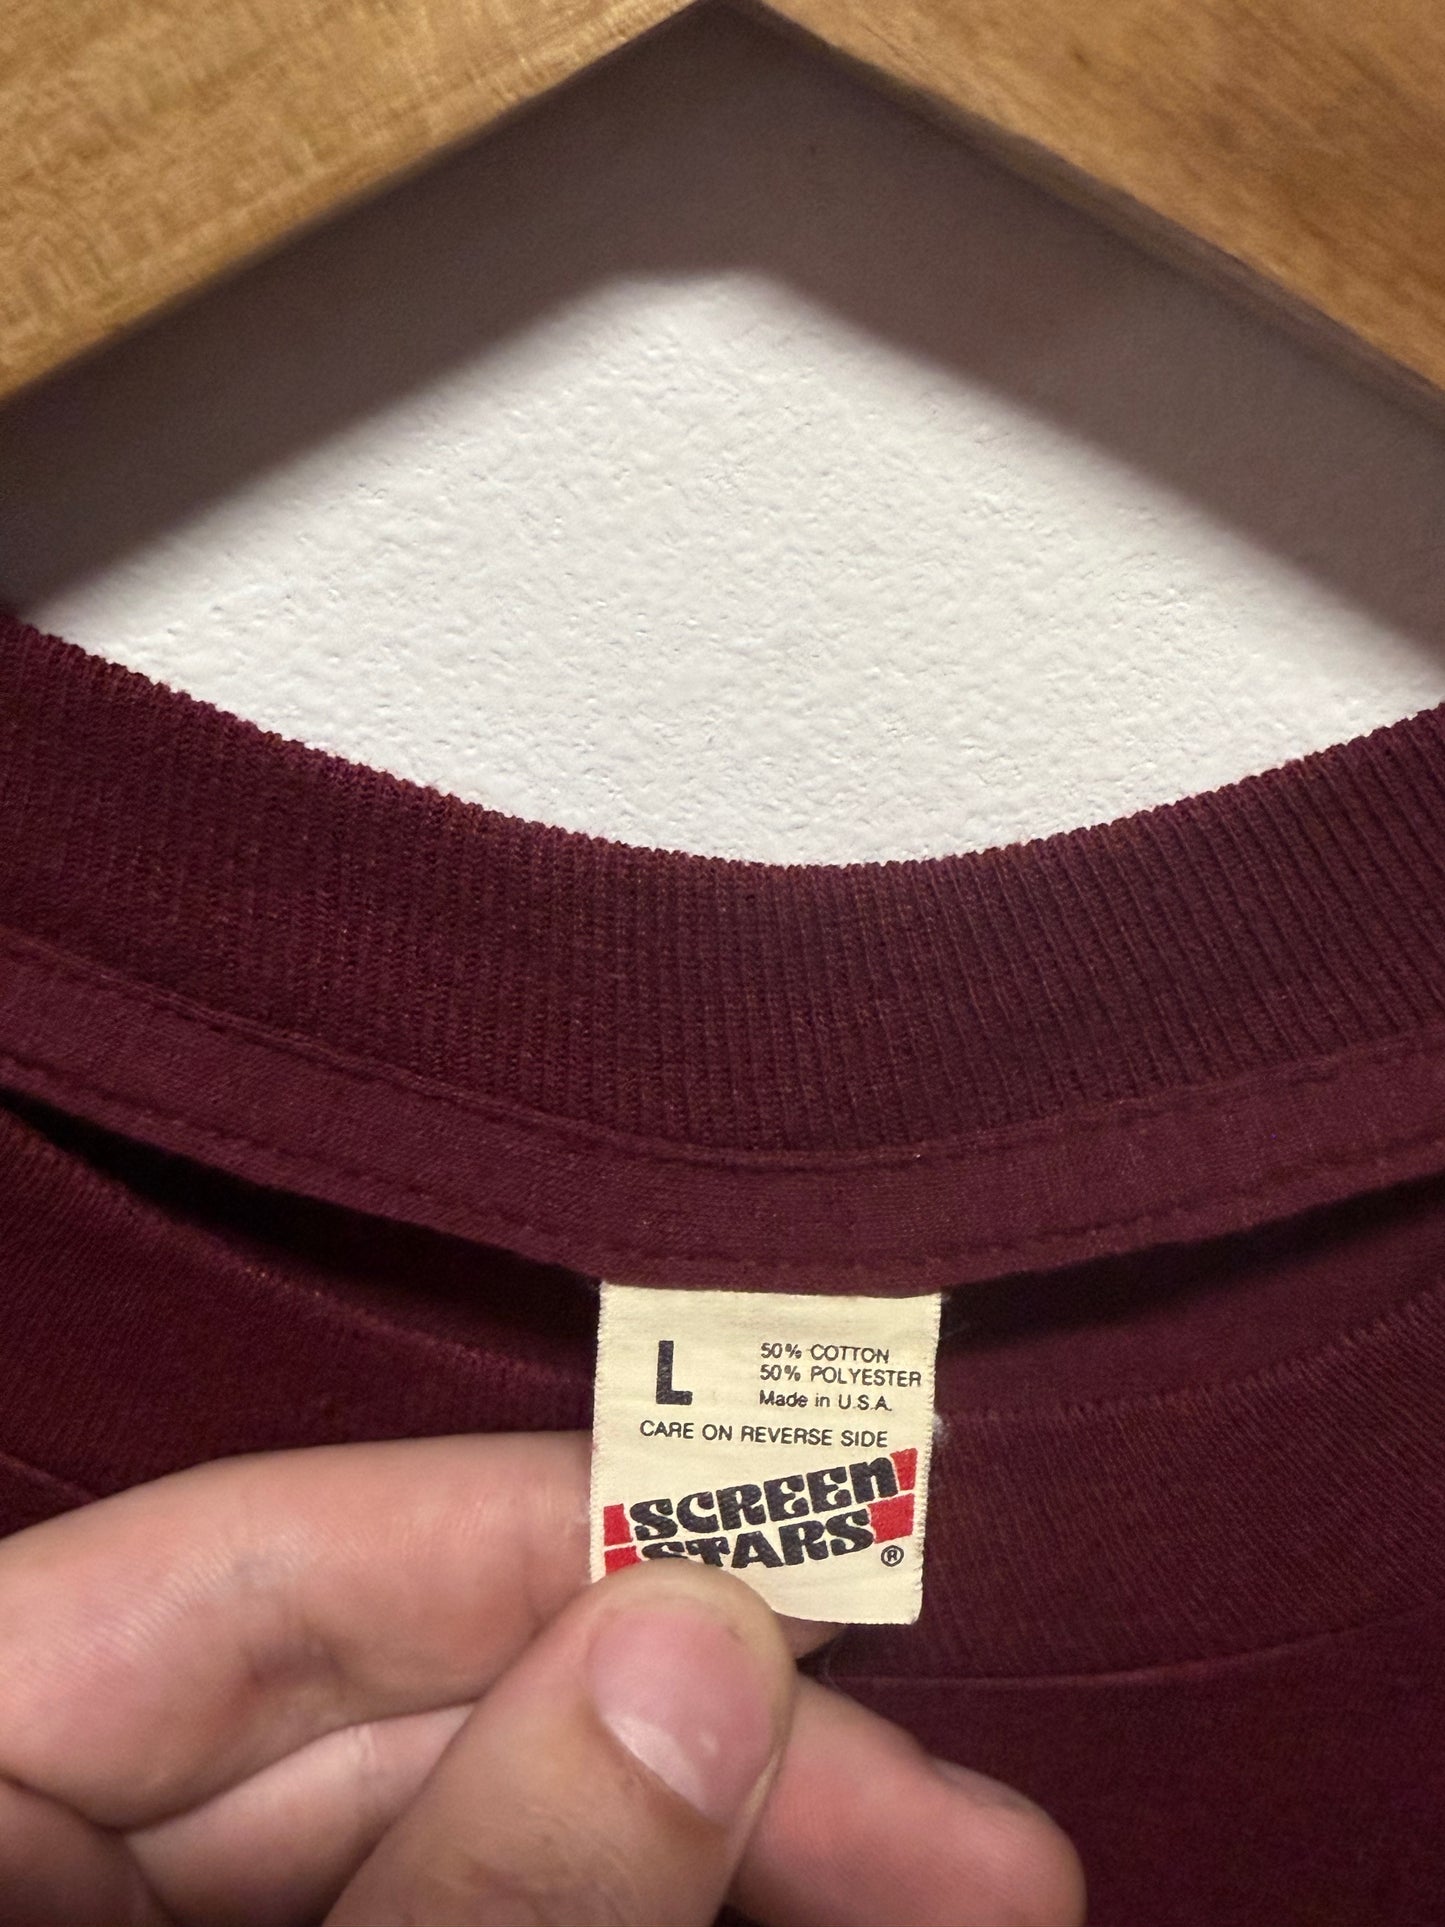 L
50% COTTON
50% POLYESTER
Made in U.S.A.
CARE ON REVERSE SIDE
SCREEN
STARS ®